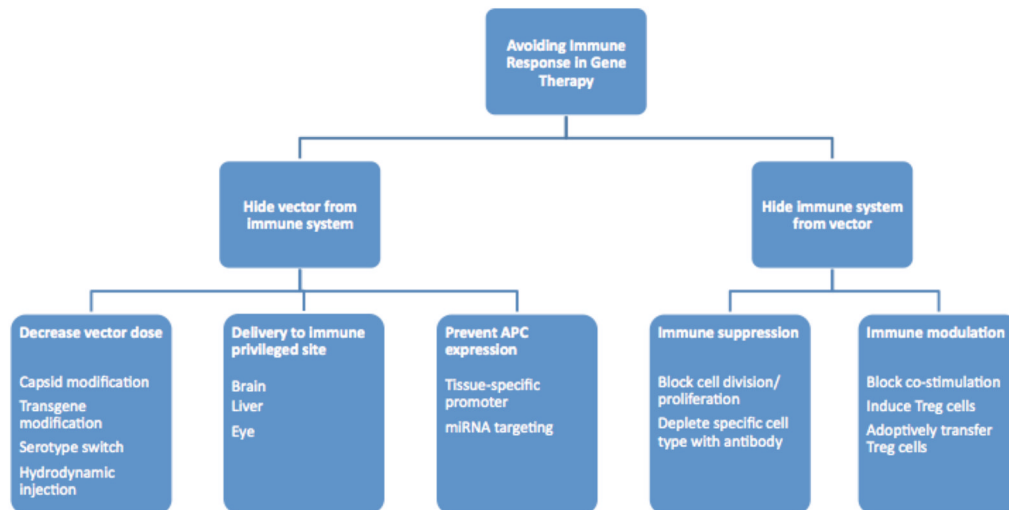 Avoiding Immune
Response in Gene
Therapy
Hide vector from
immune system
Hide immune system
from vector
Decrease vector dose
Capsid modification
Transgene
modification
Serotype switch
Hydrodynamic
injection
Delivery to immune
privileged site
Brain
Liver
Eye
Prevent APC
expression
Tissue-specific
promoter
miRNA targeting
Immune suppression
Block cell division/
proliferation
Deplete specific cell
type with antibody
Immune modulation
Block co-stimulation
Induce Treg cells
Adoptively transfer
Treg cells